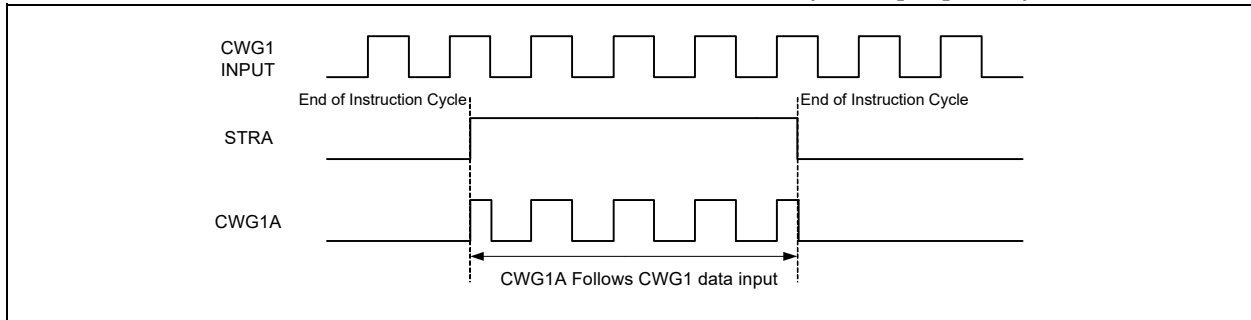 CWG1
INPUT
End of Instruction Cycle
End of Instruction Cycle
STRA
CWG1A
CWG1A Follows CWG1 data input